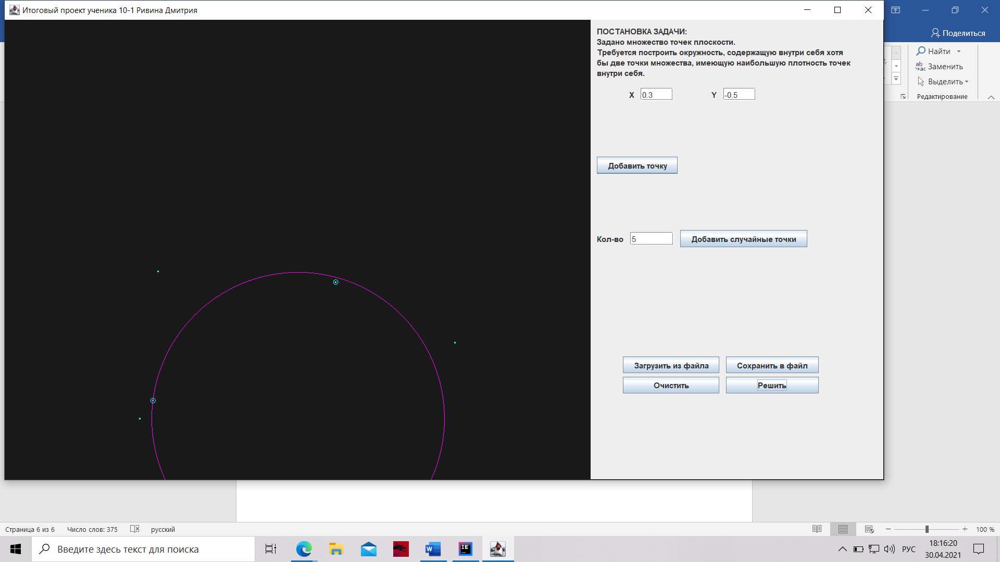 Итоговый проект ученика 10-1 Ривина Дмитрия
Поделиться
ПОСТАНОВКА ЗАДАЧИ:
Задано множество точек плоскости.
Требуется построить окружность, содержащую внутри себя хотя
бы две точки множества, имеющую наибольшую плотность точек
внутри себя.
Найти
Заменить
Выделить
Редактирование
X 0.3 Y -0.5
Добавить точку
Кол-во 5 Добавить случайные точки
Загрузить из файла Сохранить в файл
Очистить Решить
Страница 6 из 6 Число слов: 375 русский 100 %
Введите здесь текст для поиска
РУС
18:16:20
30.04.2021